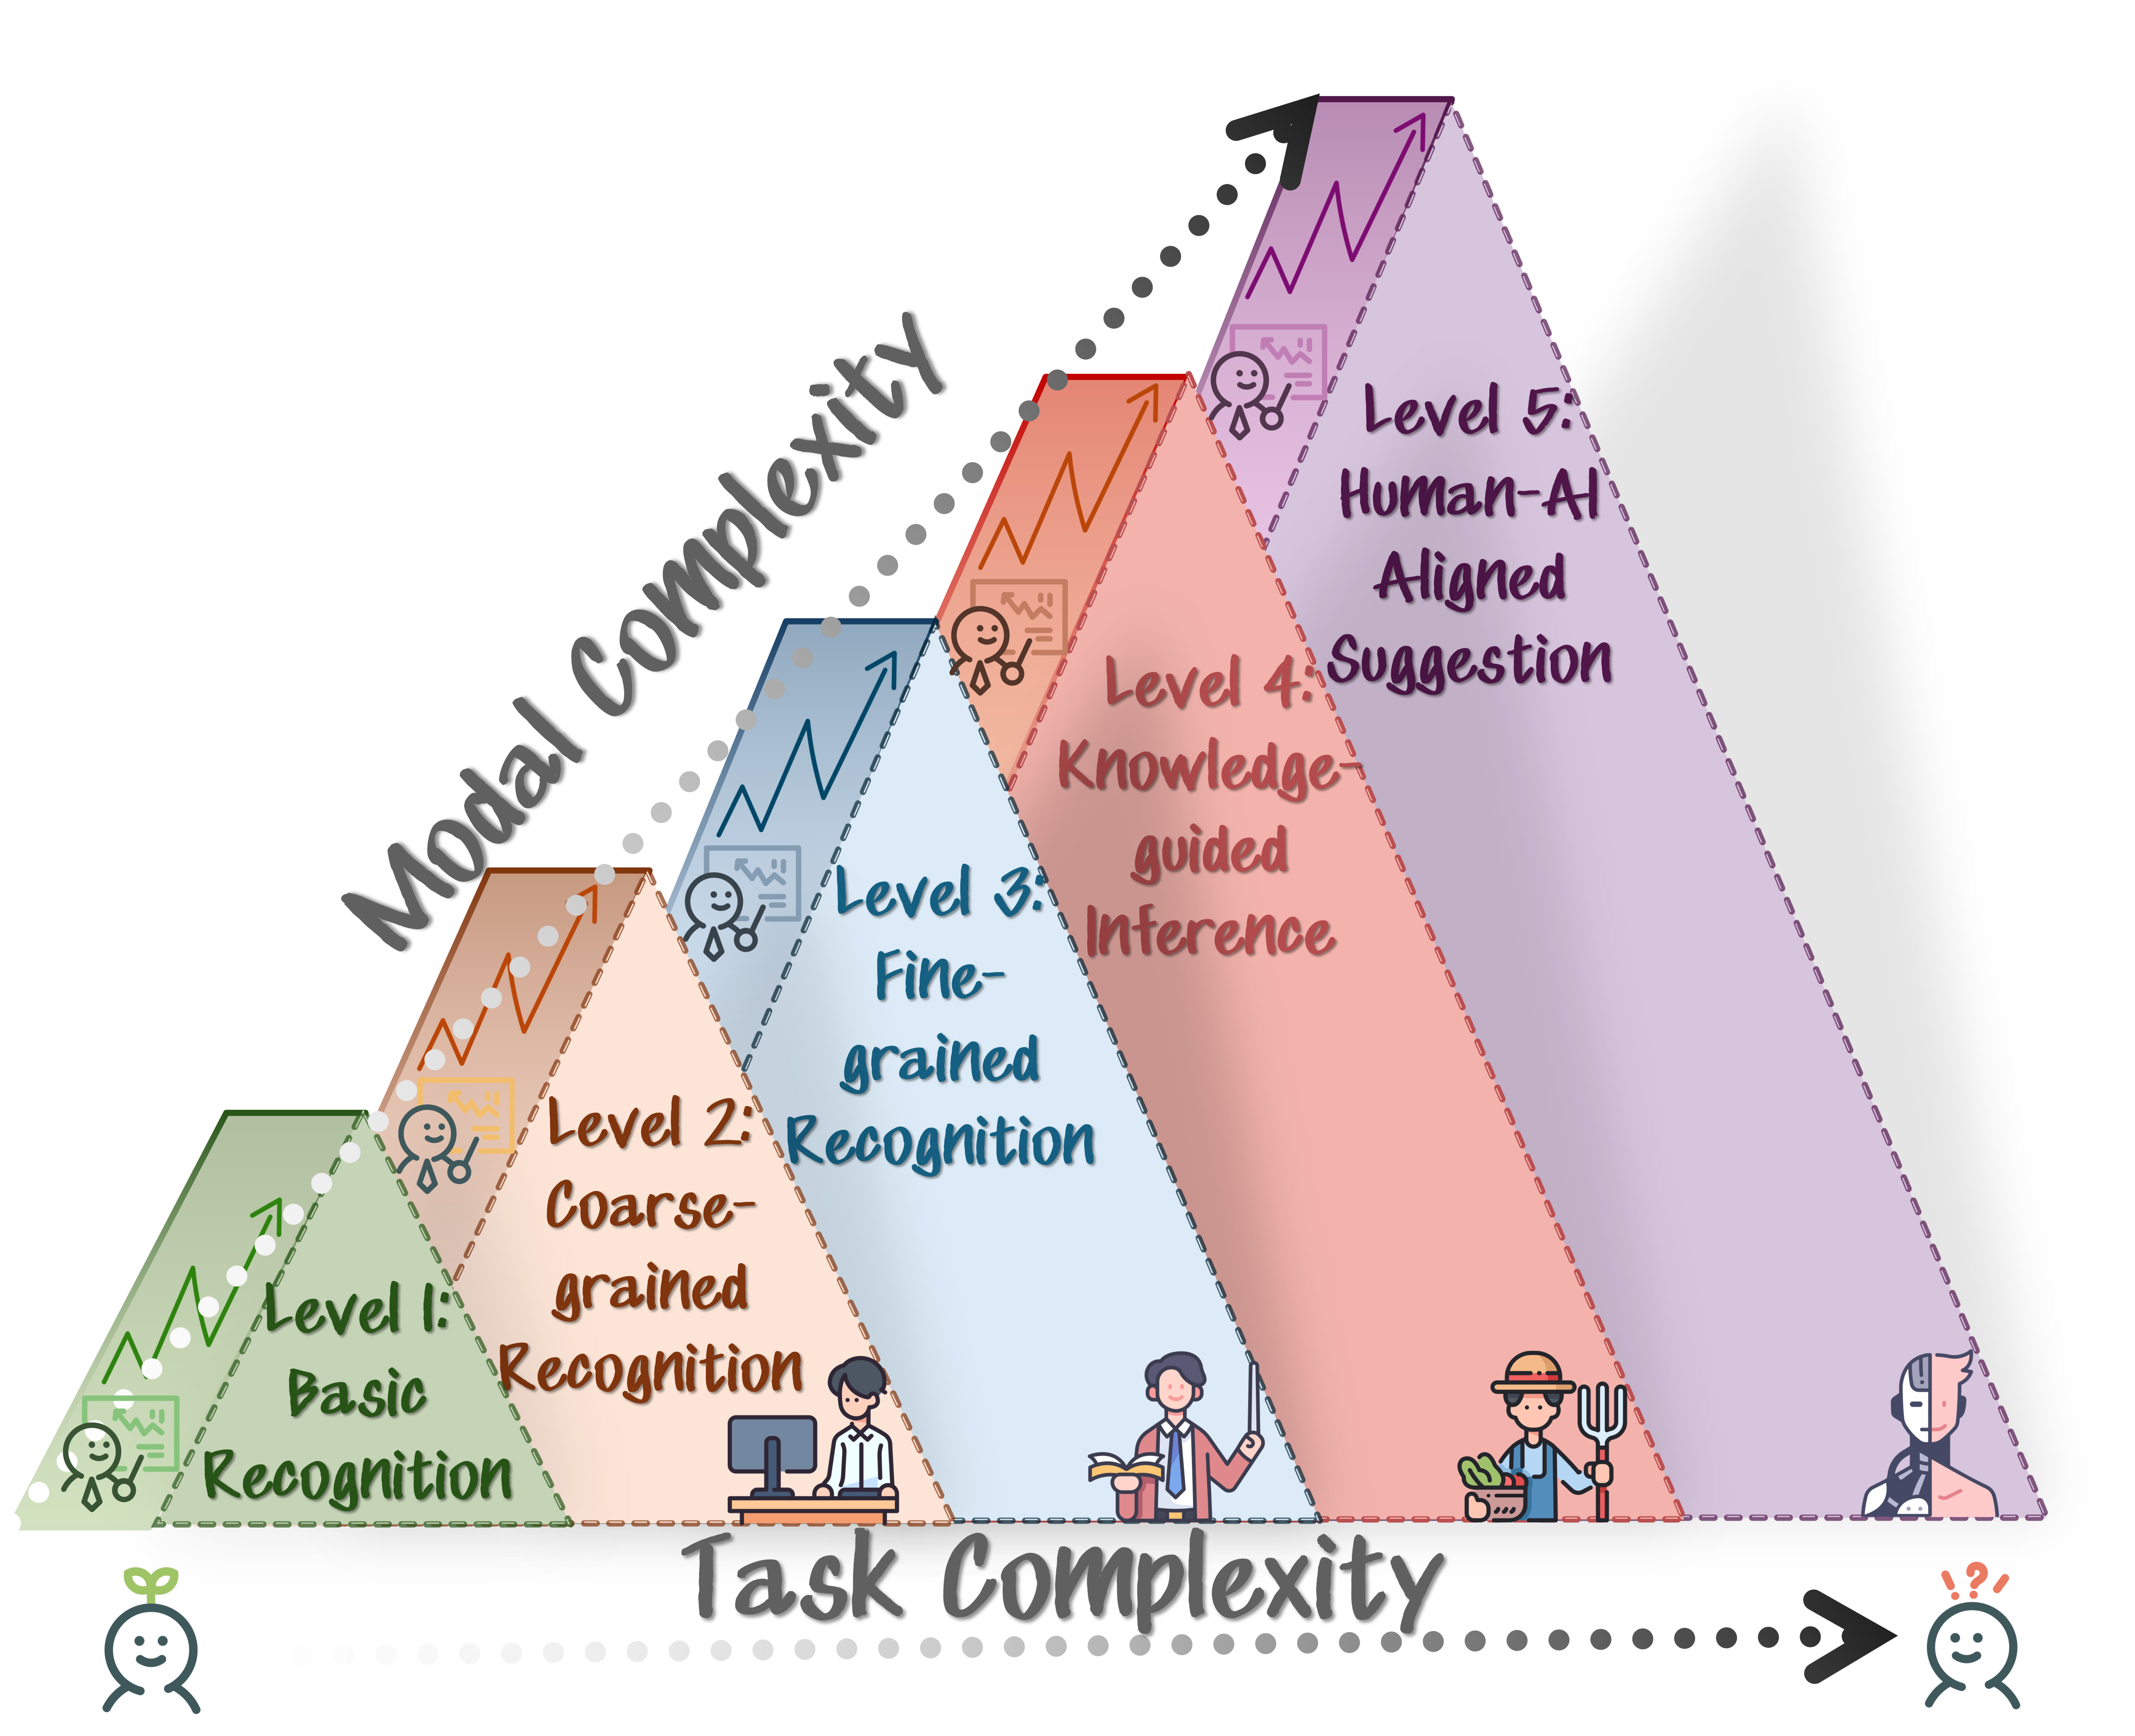 Modal Complexity
Level 5:
Human-AI
Aligned
Suggestion
Level 4:
Knowledge-
guided
Inference
Level 3:
Fine-
grained
Recognition
Level 2:
Coarse-
grained
Recognition
Level 1:
Basic
Recognition
Task Complexity
?